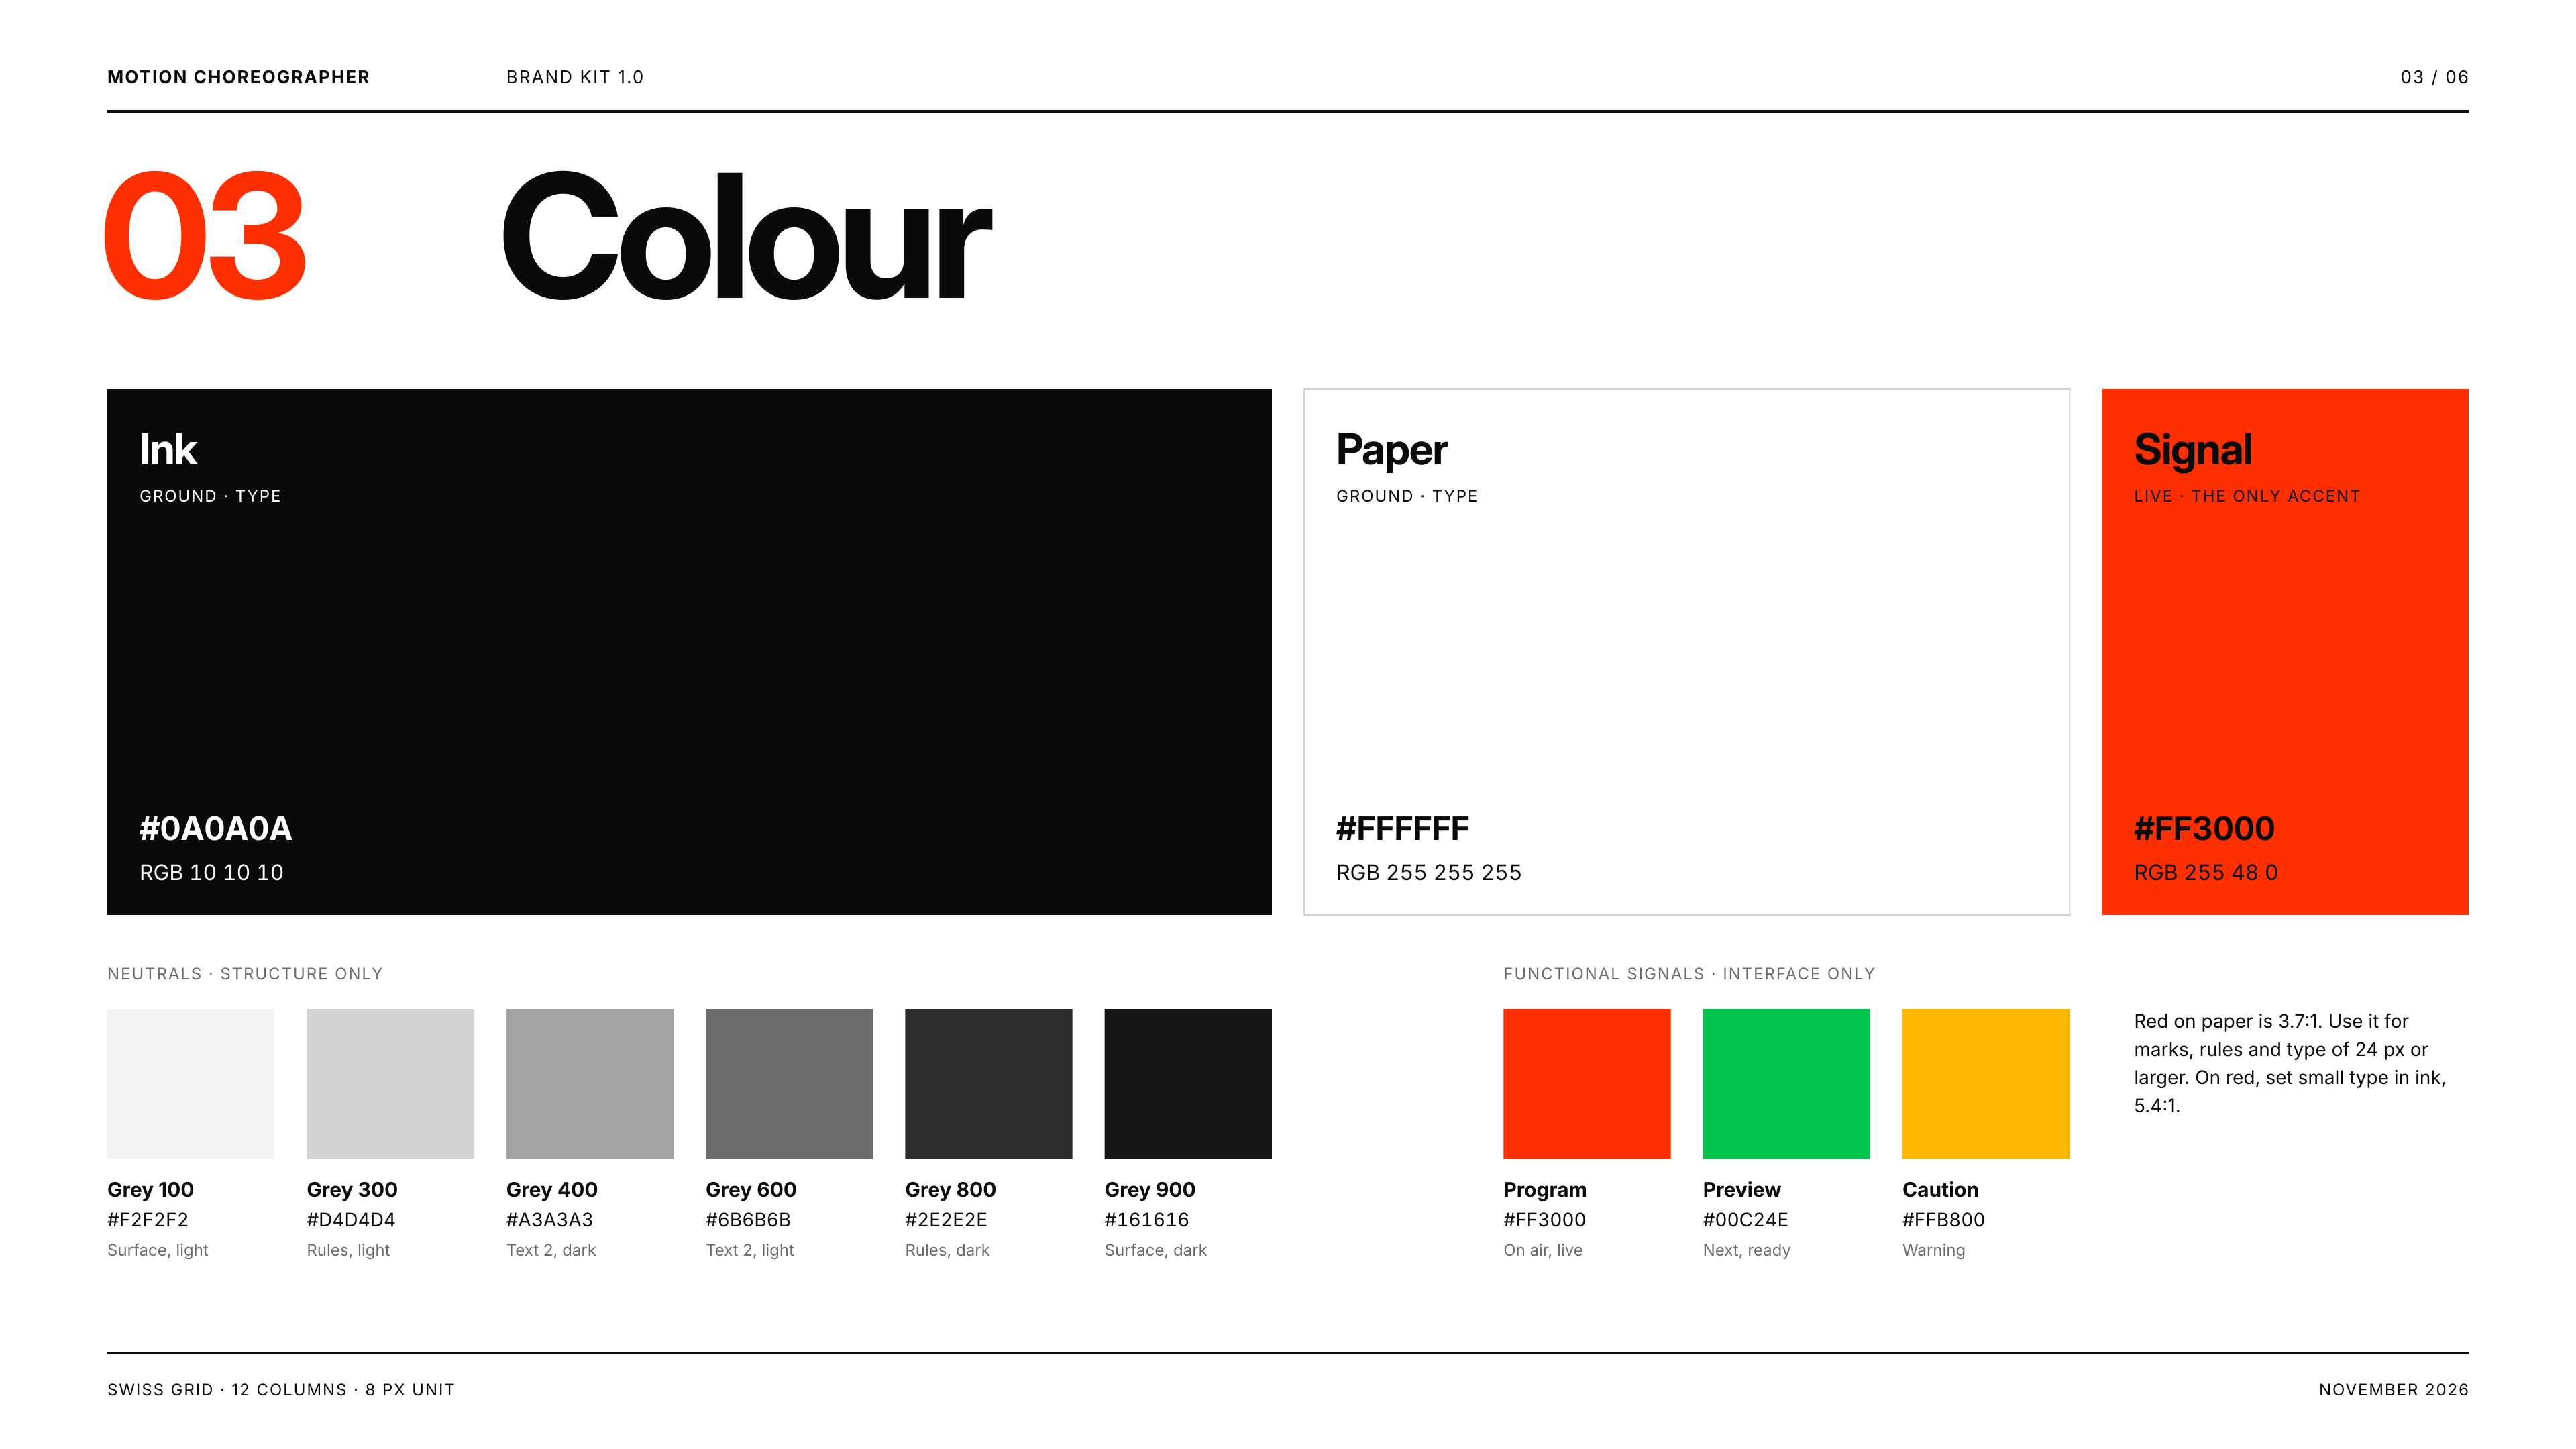 MOTION CHOREOGRAPHER
BRAND KIT 1.0
03 / 06
03
Colour
Ink
GROUND · TYPE
#0A0A0A
RGB 10 10 10
Paper
GROUND · TYPE
#FFFFFF
RGB 255 255 255
Signal
LIVE · THE ONLY ACCENT
#FF3000
RGB 255 48 0
NEUTRALS · STRUCTURE ONLY
Grey 100
#F2F2F2
Surface, light
Grey 300
#D4D4D4
Rules, light
Grey 400
#A3A3A3
Text 2, dark
Grey 600
#6B6B6B
Text 2, light
Grey 800
#2E2E2E
Rules, dark
Grey 900
#161616
Surface, dark
FUNCTIONAL SIGNALS · INTERFACE ONLY
Program
#FF3000
On air, live
Preview
#00C24E
Next, ready
Caution
#FFB800
Warning
Red on paper is 3.7:1. Use it for
marks, rules and type of 24 px or
larger. On red, set small type in ink,
5.4:1.
SWISS GRID · 12 COLUMNS · 8 PX UNIT
NOVEMBER 2026